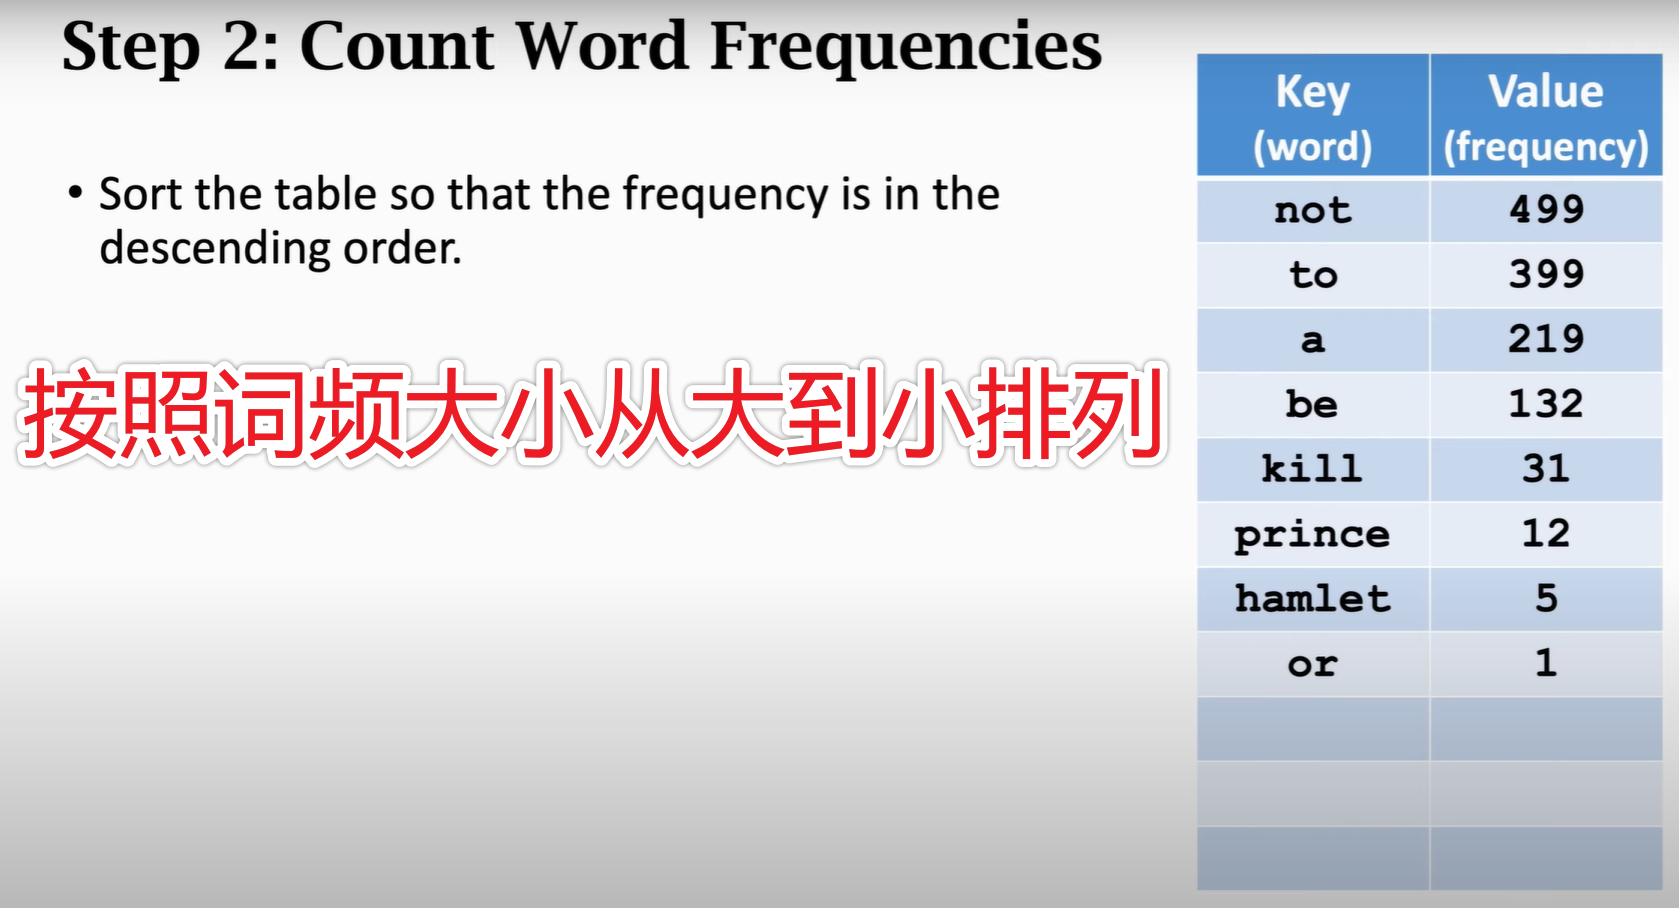 Step 2: Count Word Frequencies
• Sort the table so that the frequency is in the
descending order.
按照词频大小从大到小排列
Key Value
(word) (frequency)
not 499
to 399
a 219
be 132
kill 31
prince 12
hamlet 5
or 1